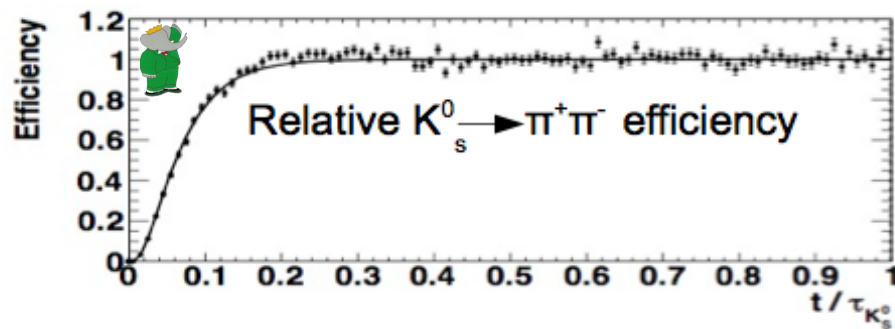 1.2
1
0.8
0.6
0.4
0.2
0
Efficiency
Relative K⁰ₛ → π⁺π⁻ efficiency
0 0.1 0.2 0.3 0.4 0.5 0.6 0.7 0.8 0.9 1
t / τ_K⁰ₛ